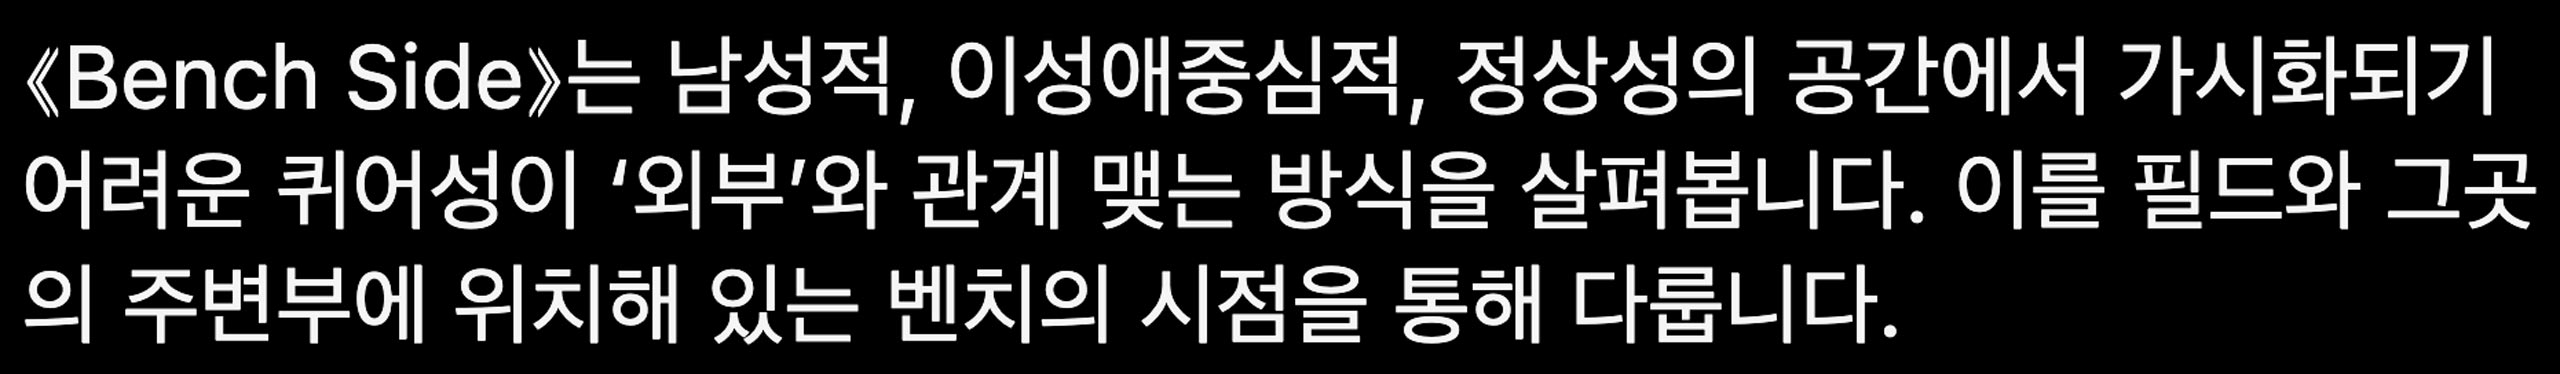 《Bench Side》는 남성적, 이성애중심적, 정상성의 공간에서 가시화되기
어려운 퀴어성이 ‘외부’와 관계 맺는 방식을 살펴봅니다. 이를 필드와 그곳
의 주변부에 위치해 있는 벤치의 시점을 통해 다룹니다.